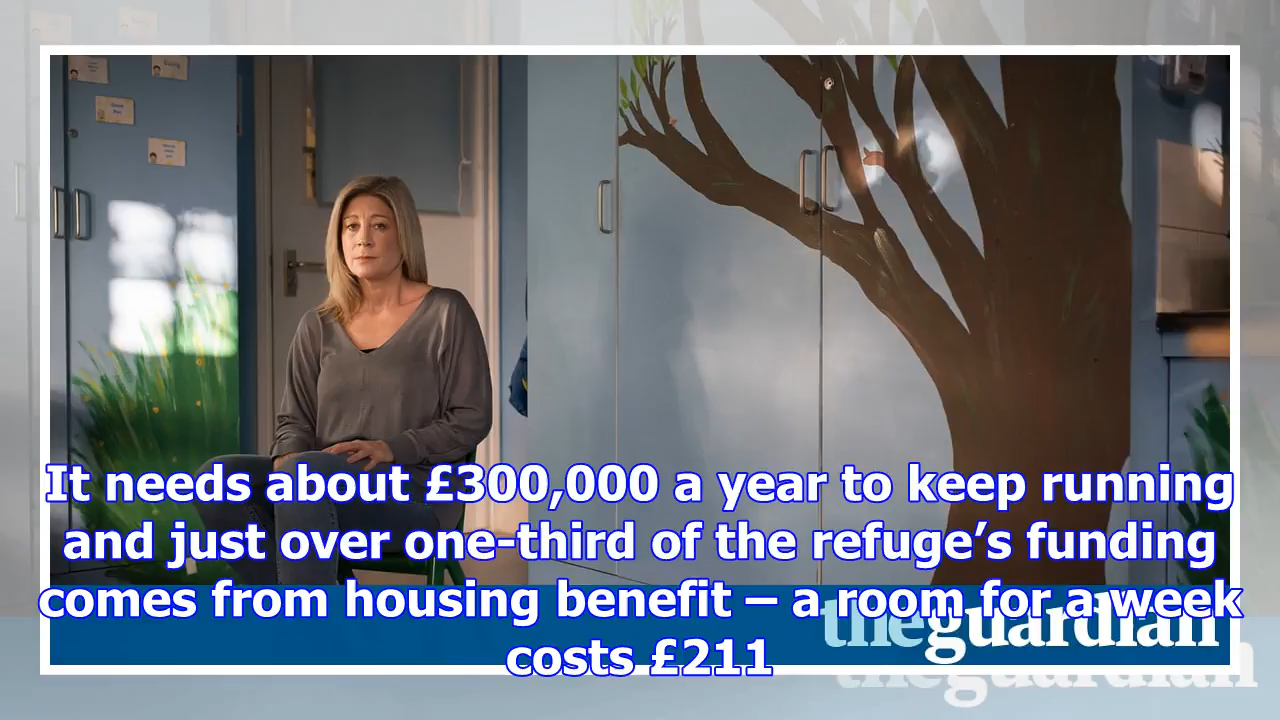 It needs about £300,000 a year to keep running
and just over one-third of the refuge’s funding
comes from housing benefit – a room for a week
costs £211
theguardian
theguardian